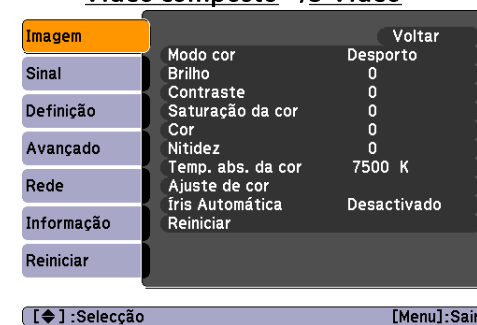 Vídeo composto /S-Vídeo
Imagem
Sinal
Definição
Avançado
Rede
Informação
Reiniciar
Voltar
Modo cor Desporto
Brilho 0
Contraste 0
Saturação da cor 0
Cor 0
Nitidez 0
Temp. abs. da cor 7500 K
Ajuste de cor
Íris Automática Desactivado
Reiniciar
[◆] :Selecção [Menu]:Sair